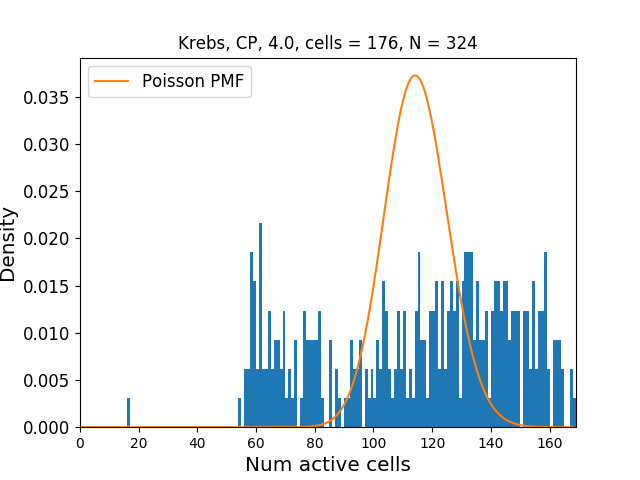 Krebs, CP, 4.0, cells = 176, N = 324
Poisson PMF
0.035
0.030
0.025
0.020
0.015
0.010
0.005
0.000
Density
0 20 40 60 80 100 120 140 160
Num active cells